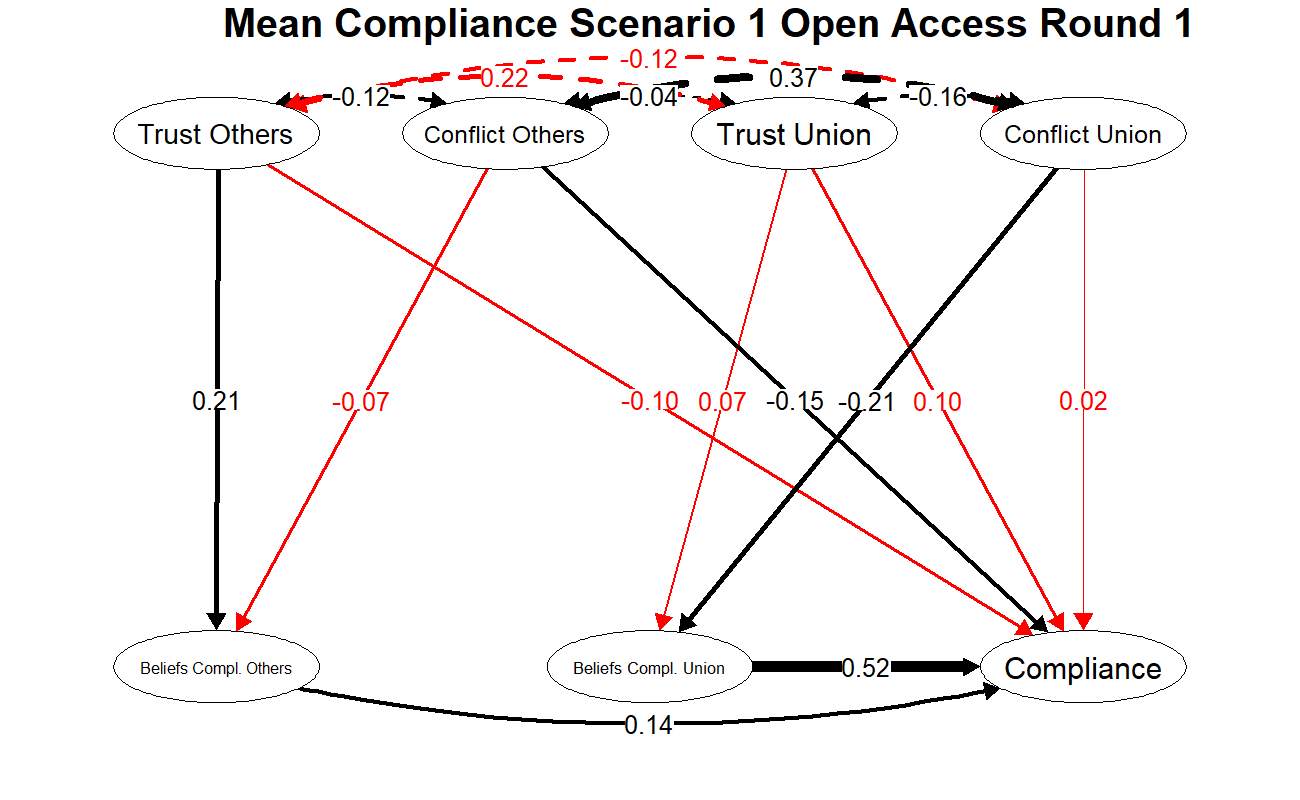 Mean Compliance Scenario 1 Open Access Round 1
-0.12
0.22
0.37
-0.12
-0.04
-0.16
Trust Others
Conflict Others
Trust Union
Conflict Union
0.21
-0.07
-0.10
0.07
-0.15
-0.21
0.10
0.02
Beliefs Compl. Others
Beliefs Compl. Union
0.52
Compliance
0.14